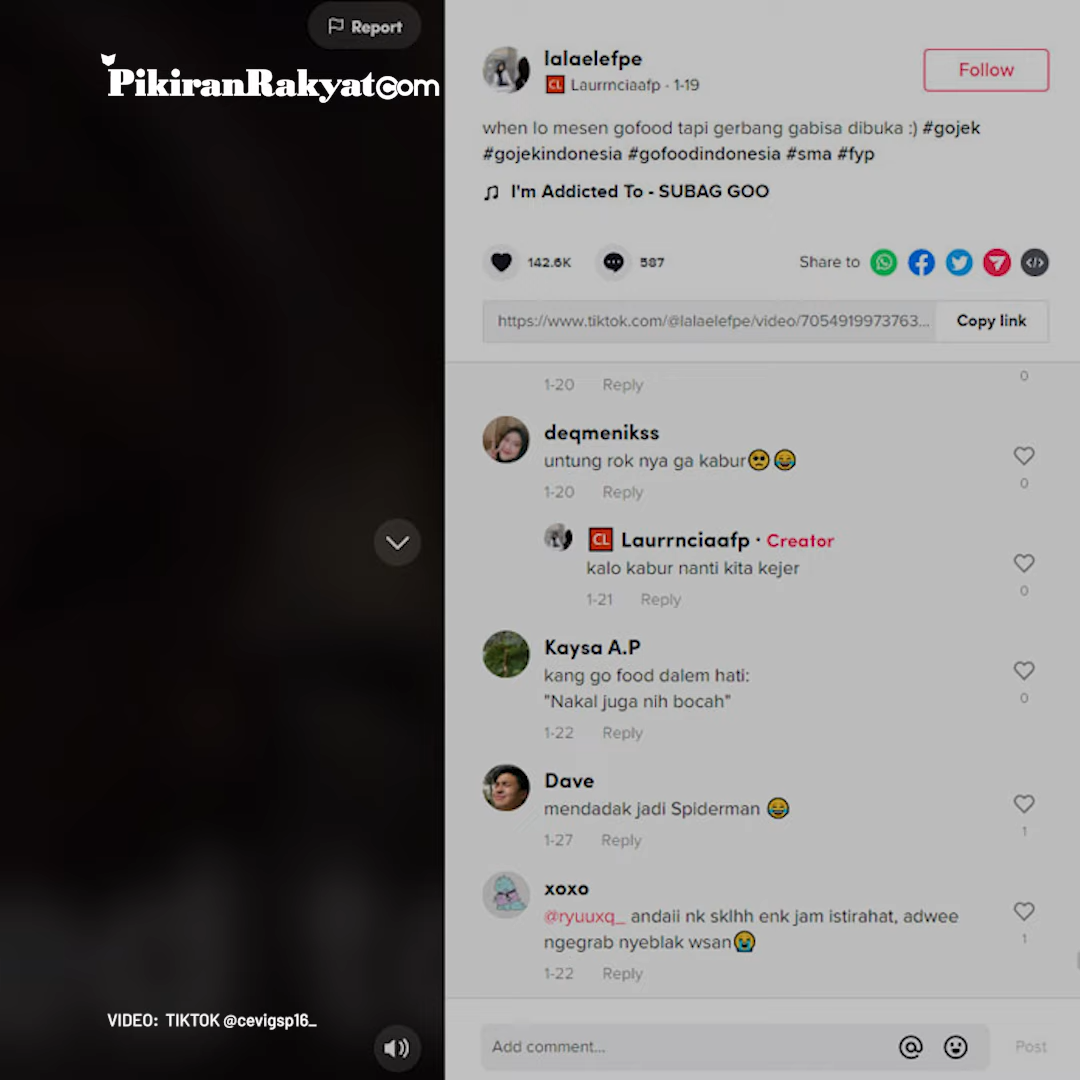 Report
PikiranRakyat.com
lalaelefpe
CL Laurrnciaafp · 1-19
Follow
when lo mesen gofood tapi gerbang gabisa dibuka :) #gojek
#gojekindonesia #gofoodindonesia #sma #fyp
I'm Addicted To - SUBAG GOO
142.6K
587
Share to
https://www.tiktok.com/@lalaelefpe/video/7054919973763...
Copy link
1-20 Reply
0
deqmenikss
untung rok nya ga kabur🥺😂
1-20 Reply
0
CL Laurrnciaafp · Creator
kalo kabur nanti kita kejer
1-21 Reply
0
Kaysa A.P
kang go food dalem hati:
"Nakal juga nih bocah"
1-22 Reply
0
Dave
mendadak jadi Spiderman 😂
1-27 Reply
1
xoxo
@ryuuxq_ andaii nk sklhh enk jam istirahat, adwee
ngegrab nyeblak wsan😭
1-22 Reply
1
VIDEO: TIKTOK @cevigsp16_
Add comment...
Post